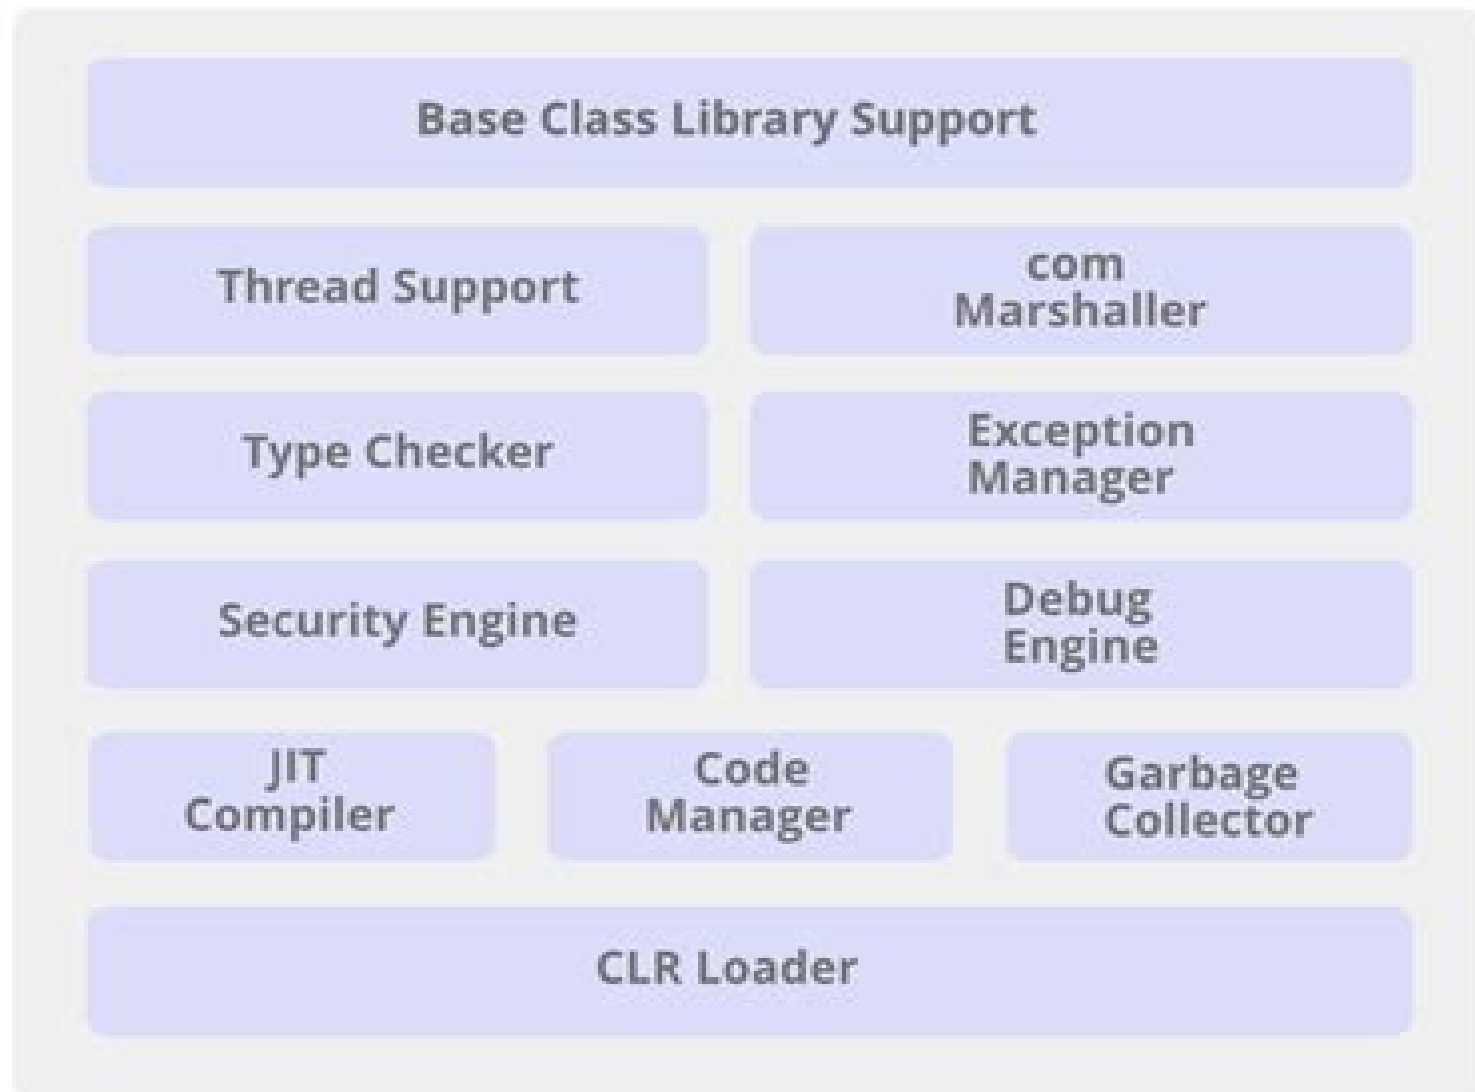 Base Class Library Support
Thread Support
com
Marshaller
Type Checker
Exception
Manager
Security Engine
Debug
Engine
JIT
Compiler
Code
Manager
Garbage
Collector
CLR Loader